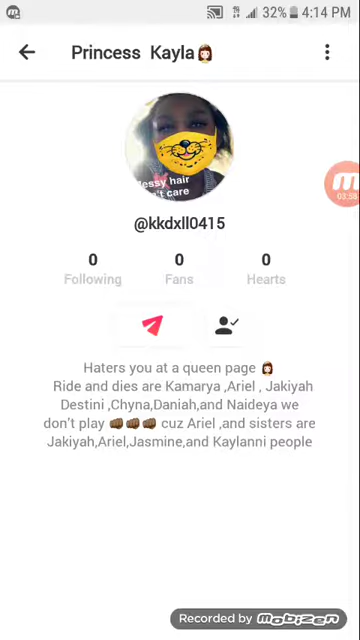 32% 4:14 PM
Princess Kayla👸🏻
essy hair
't care
03:58
@kkdxll0415
0 0 0
Following Fans Hearts
Haters you at a queen page 👸🏻
Ride and dies are Kamarya ,Ariel , Jakiyah
Destini ,Chyna,Daniah,and Naideya we
don't play 👊🏾👊🏾👊🏾 cuz Ariel ,and sisters are
Jakiyah,Ariel,Jasmine,and Kaylanni people
Recorded by mobizen